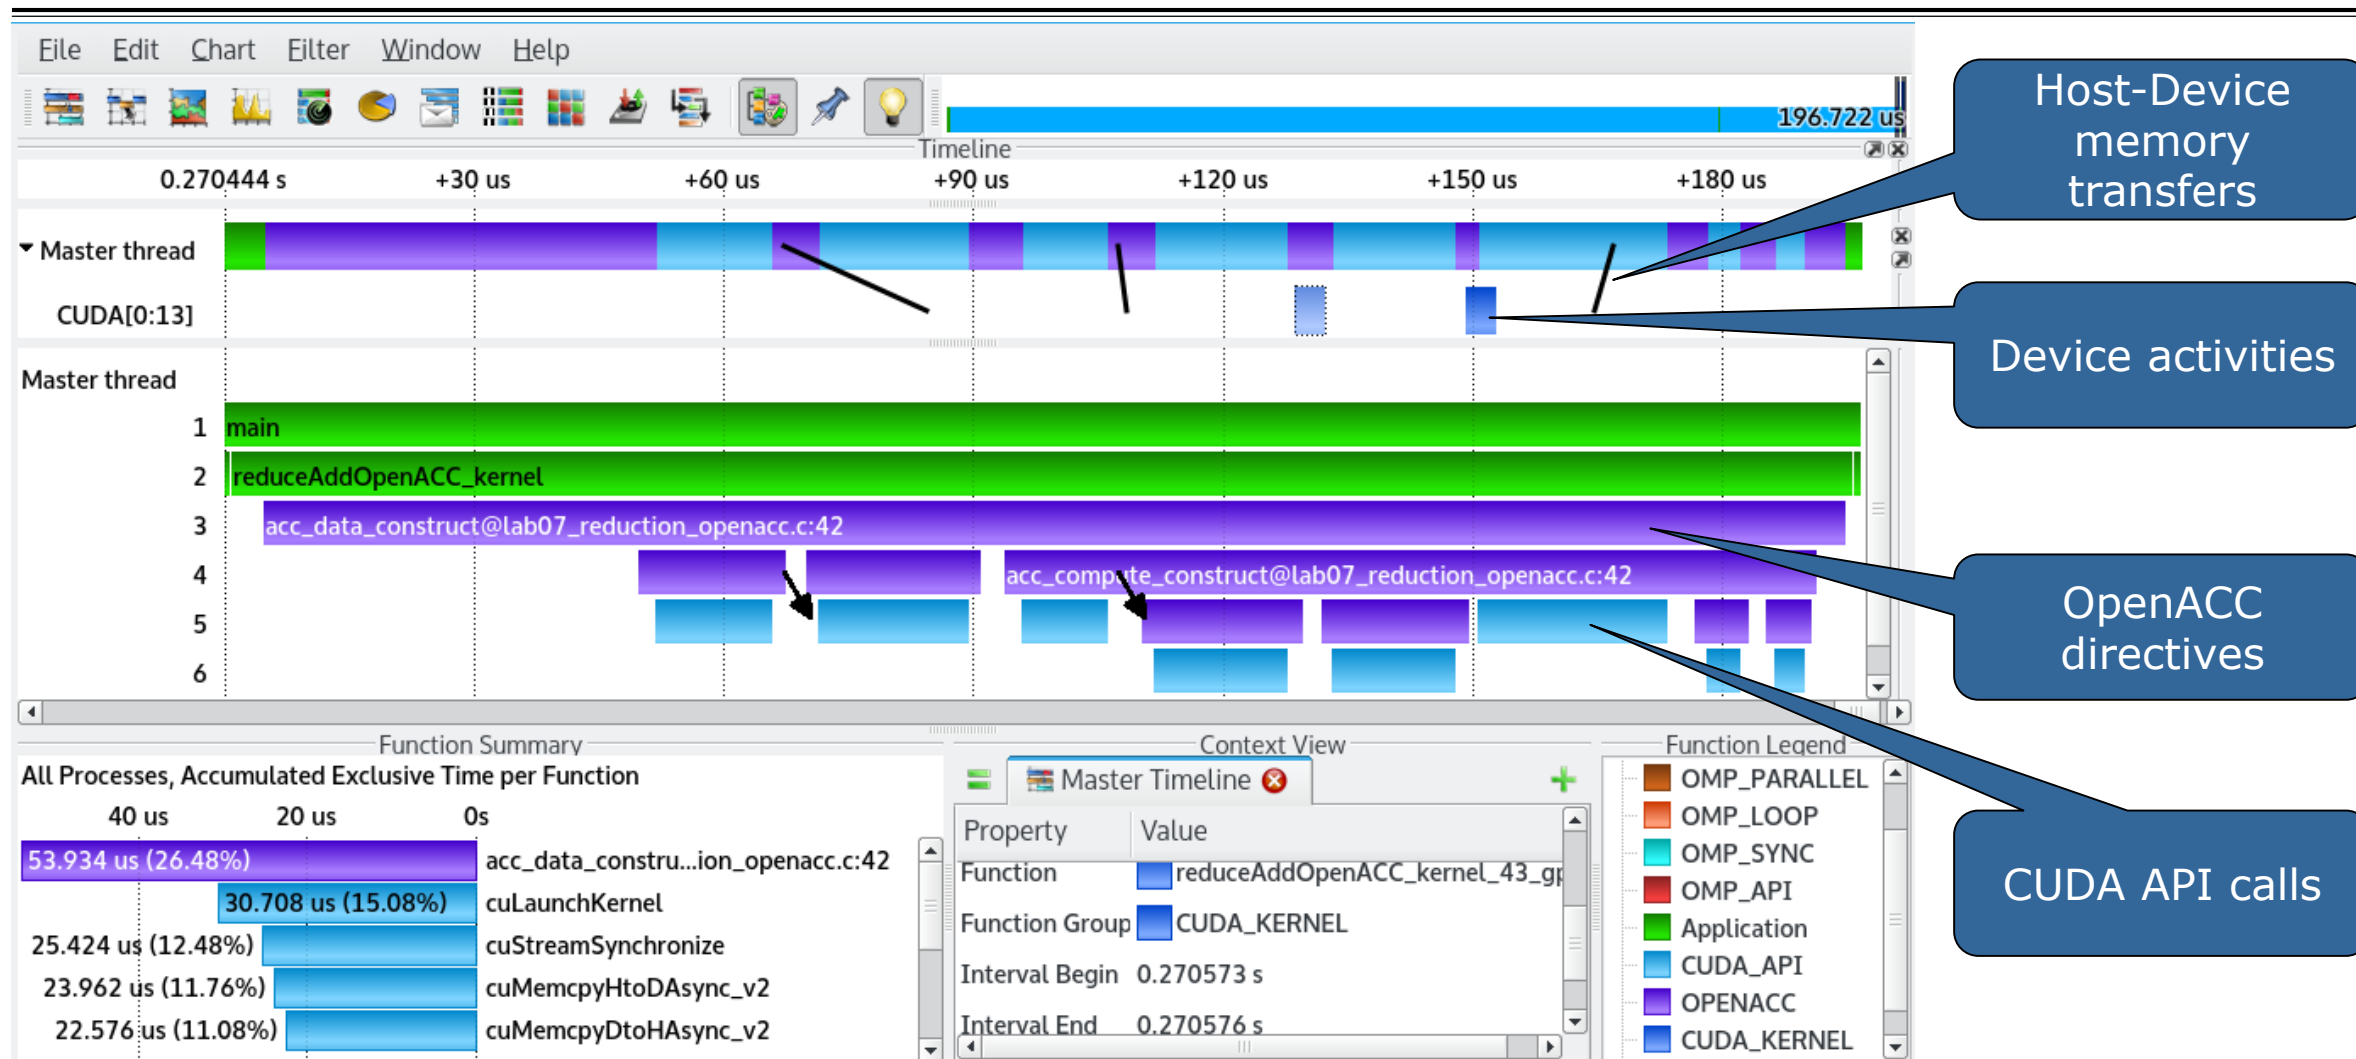 File Edit Chart Filter Window Help
196.722 us
Timeline
0.270444 s +30 us +60 us +90 us +120 us +150 us +180 us
Master thread
CUDA[0:13]
Master thread
1 main
2 reduceAddOpenACC_kernel
3 acc_data_construct@lab07_reduction_openacc.c:42
4 acc_compute_construct@lab07_reduction_openacc.c:42
5
6
Function Summary
All Processes, Accumulated Exclusive Time per Function
40 us 20 us 0s
53.934 us (26.48%) acc_data_constru...ion_openacc.c:42
30.708 us (15.08%) cuLaunchKernel
25.424 us (12.48%) cuStreamSynchronize
23.962 us (11.76%) cuMemcpyHtoDAsync_v2
22.576 us (11.08%) cuMemcpyDtoHAsync_v2
Context View
Master Timeline
Property Value
Function reduceAddOpenACC_kernel_43_gp
Function Group CUDA_KERNEL
Interval Begin 0.270573 s
Interval End 0.270576 s
Function Legend
OMP_PARALLEL
OMP_LOOP
OMP_SYNC
OMP_API
Application
CUDA_API
OPENACC
CUDA_KERNEL
Host-Device
memory
transfers
Device activities
OpenACC
directives
CUDA API calls